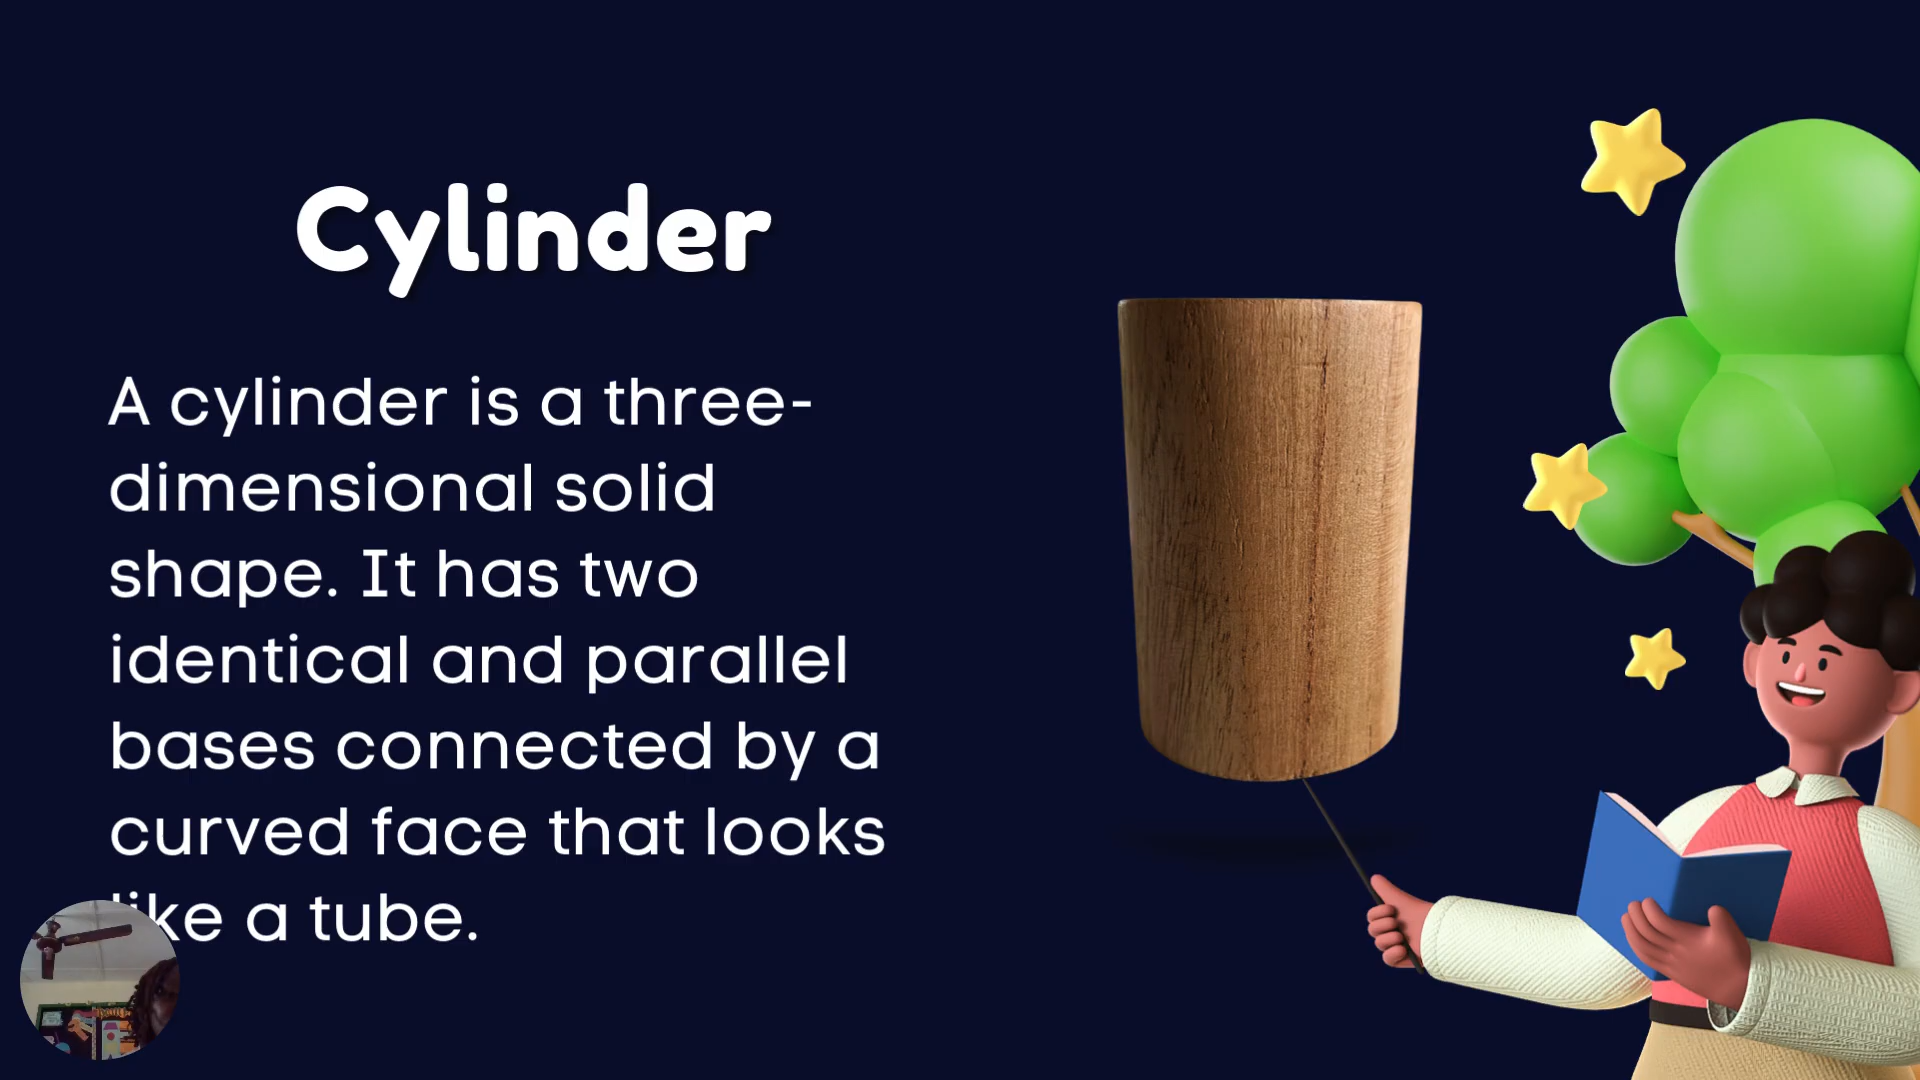 Cylinder
A cylinder is a three-
dimensional solid
shape. It has two
identical and parallel
bases connected by a
curved face that looks
like a tube.